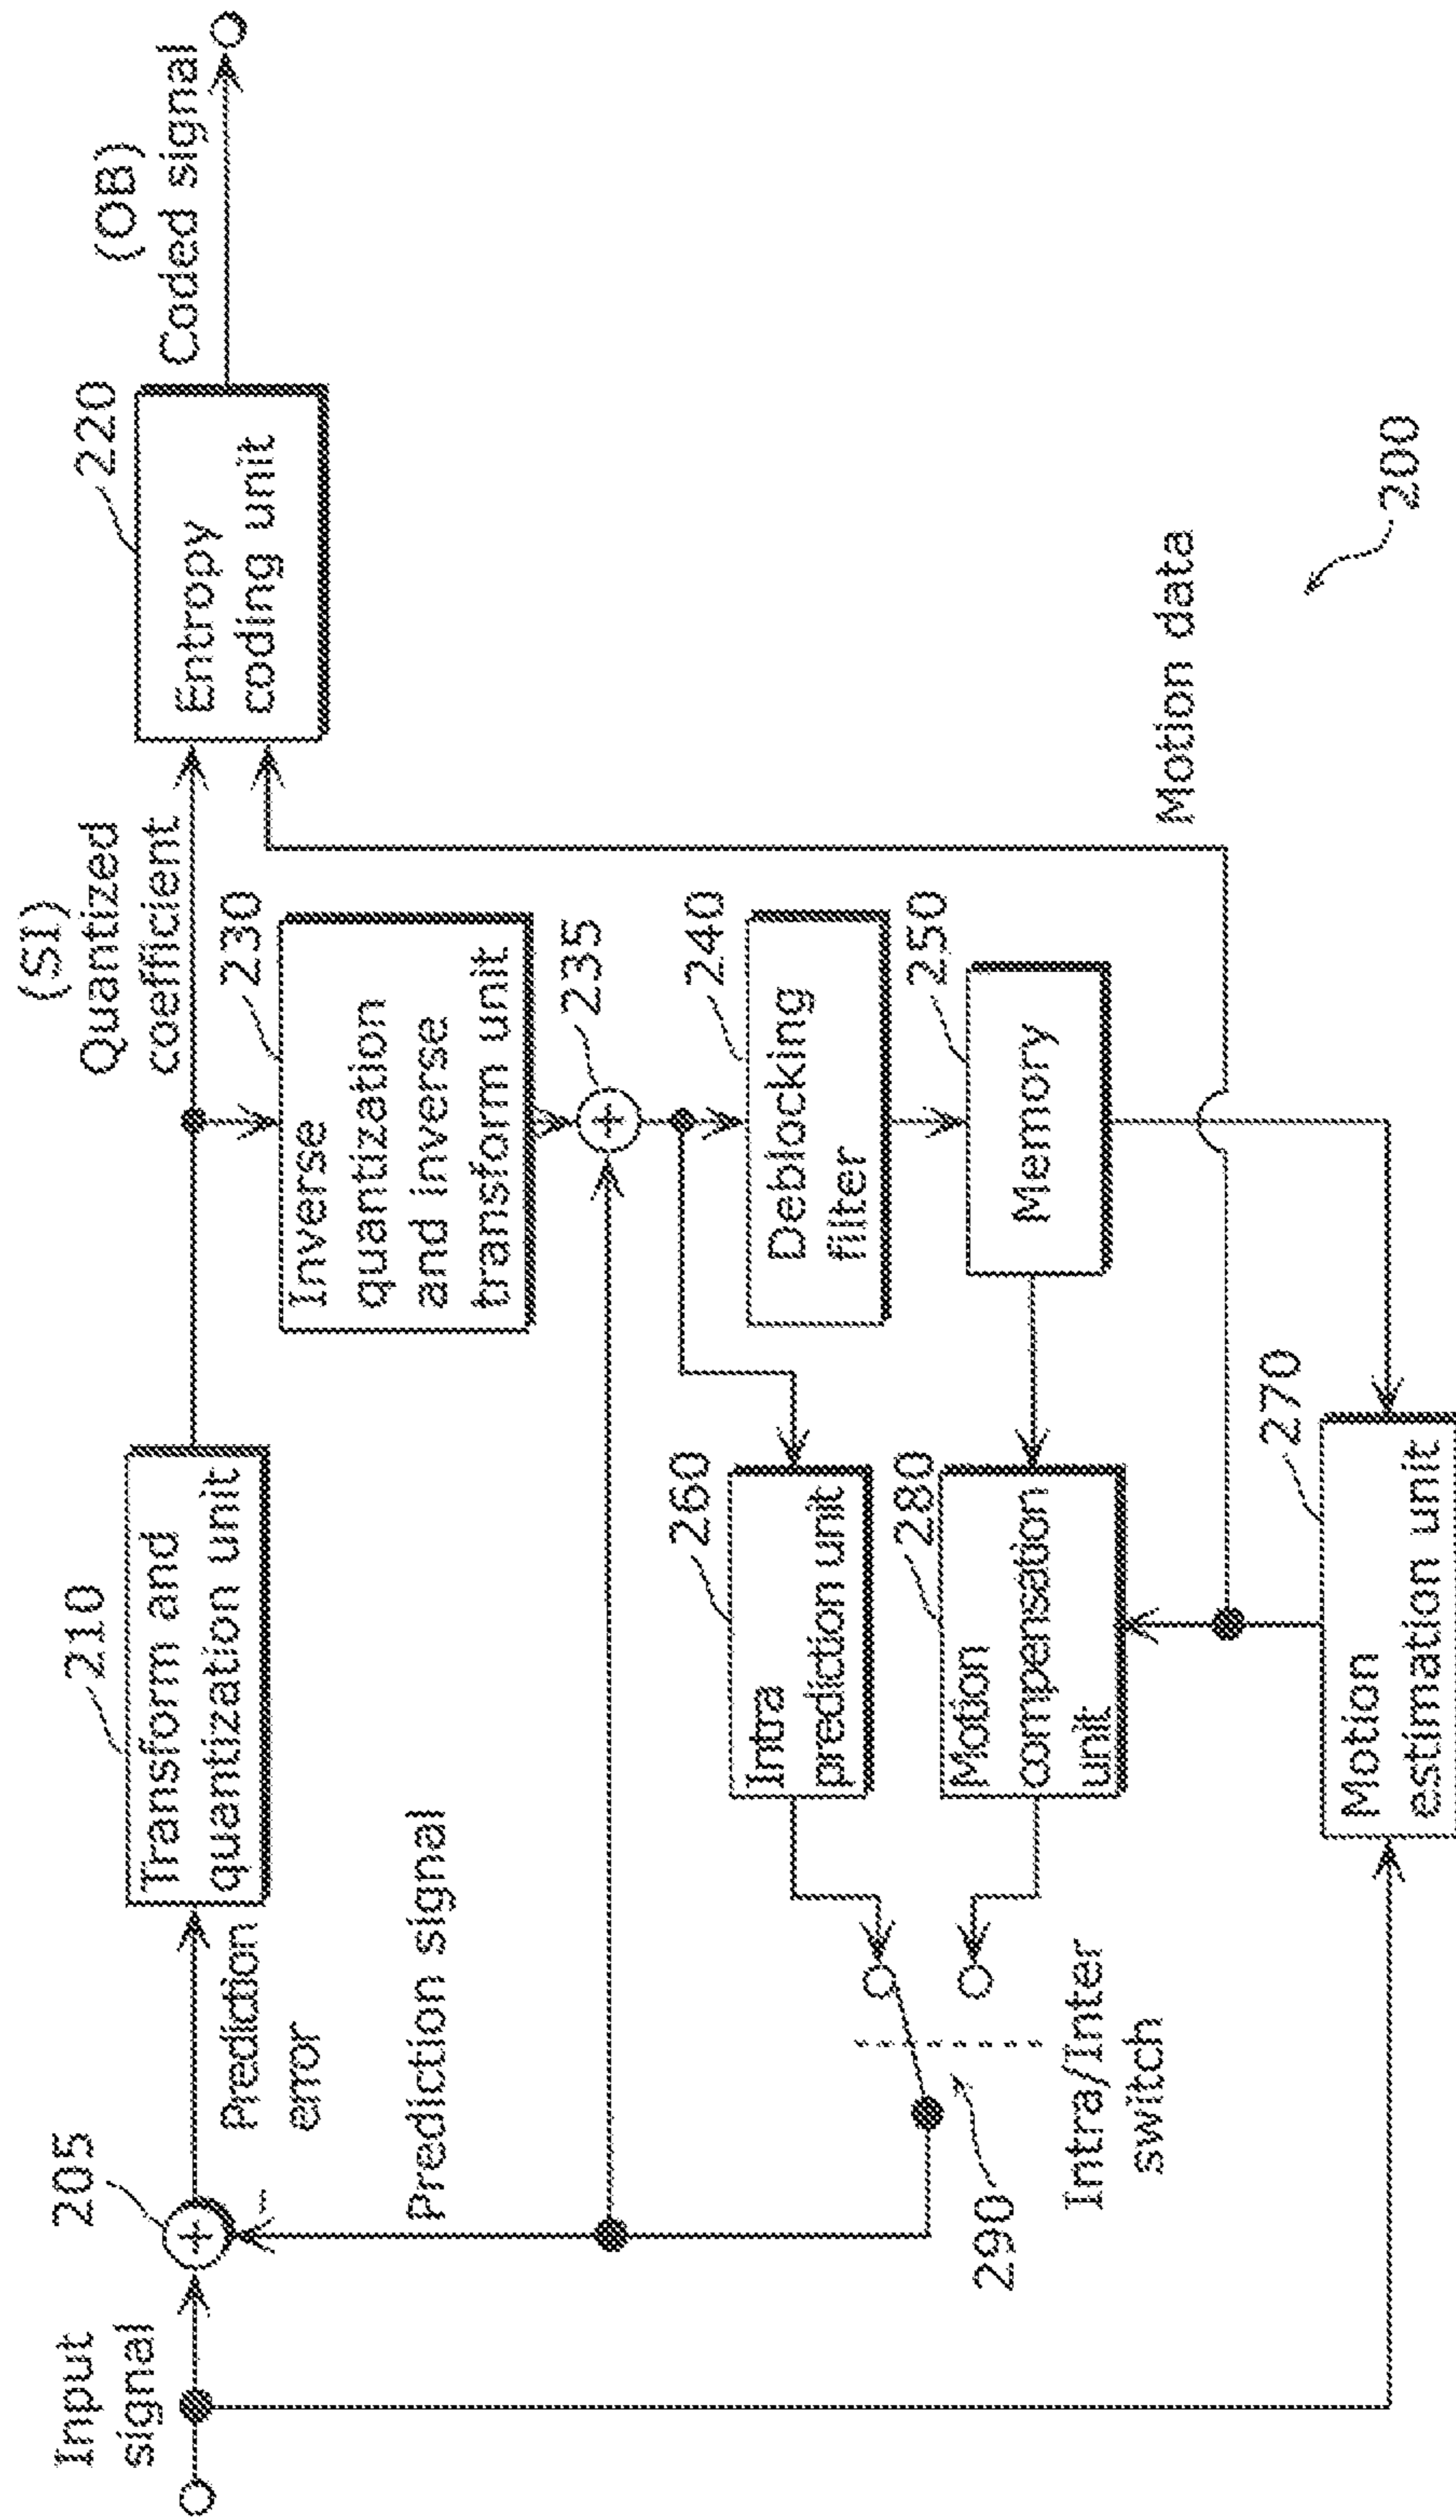 Input
signal
205
Prediction
error
210
Transform and
quantization unit
(SI)
Quantized
coefficient
220
Entropy
coding unit
(OB)
Coded signal
Prediction signal
230
Inverse
quantization
and inverse
transform unit
235
240
Deblocking
filter
250
Memory
260
Intra
prediction unit
280
Motion
compensation
unit
290
Intra/Inter
switch
270
Motion
estimation unit
Motion data
200